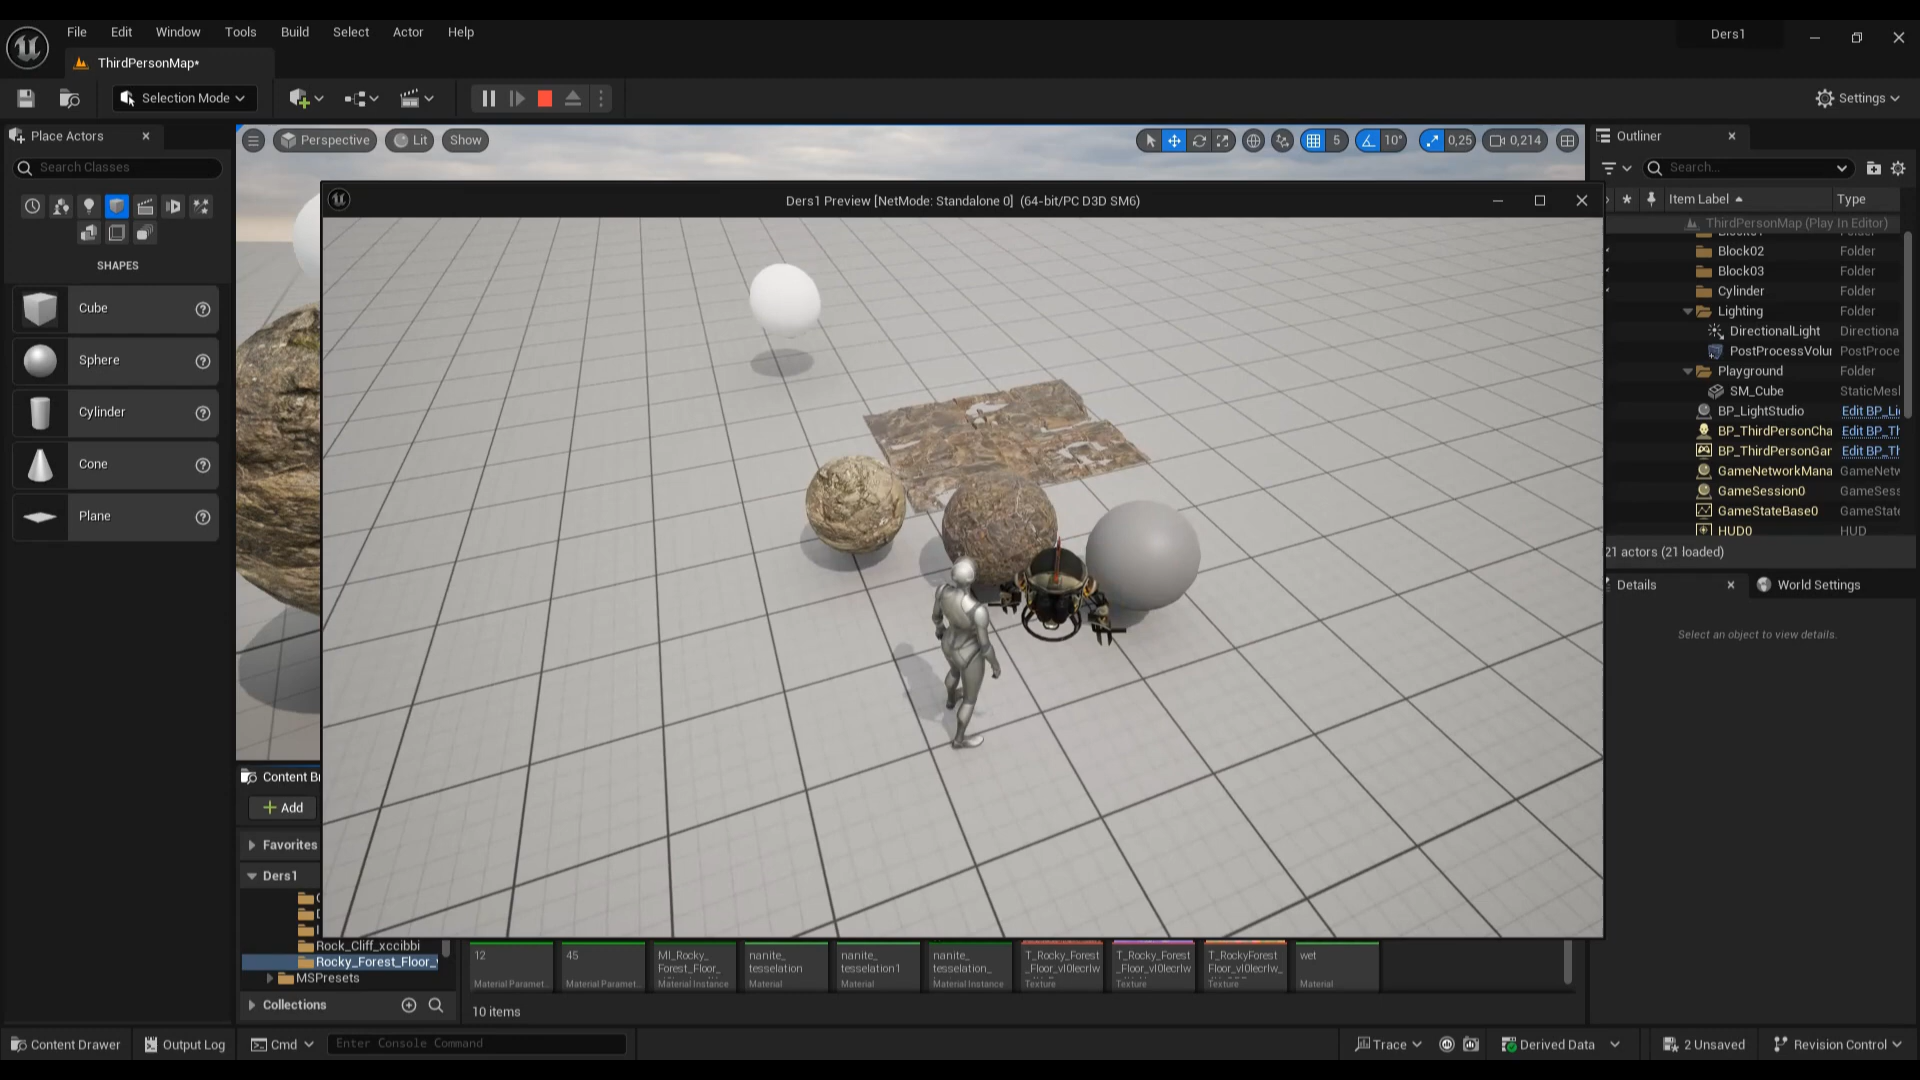 File Edit Window Tools Build Select Actor Help
Ders1
ThirdPersonMap*
Selection Mode
Settings
Place Actors
Search Classes
SHAPES
Cube
Sphere
Cylinder
Cone
Plane
Perspective
Lit
Show
5
10°
0,25
0,214
Ders1 Preview [NetMode: Standalone 0] (64-bit/PC D3D SM6)
Outliner
Search...
Item Label
Type
ThirdPersonMap (Play In Editor)
Block02 Folder
Block03 Folder
Cylinder Folder
Lighting Folder
DirectionalLight Directiona
PostProcessVolur PostProce
Playground Folder
SM_Cube StaticMesl
BP_LightStudio Edit BP_Li
BP_ThirdPersonCha Edit BP_Th
BP_ThirdPersonGar Edit BP_Th
GameNetworkMana GameNetw
GameSession0 GameSess
GameStateBase0 GameState
HUD0 HUD
21 actors (21 loaded)
Details
World Settings
Select an object to view details.
Content B
Add
Favorites
Ders1
Rock_Cliff_xccibbi
Rocky_Forest_Floor_
MSPresets
Collections
12
Material Paramet...
45
Material Paramet...
MI_Rocky_
Forest_Floor_
Material Instance
nanite_
tesselation
Material
nanite_
tesselation1
Material
nanite_
tesselation_
Material Instance
T_Rocky_Forest
_Floor_vl0lecrlw
Texture
T_Rocky_Forest
_Floor_vl0lecrlw
Texture
T_RockyForest
Floor_vl0lecrlw_
Texture
wet
Material
10 items
Content Drawer
Output Log
Cmd
Enter Console Command
Trace
Derived Data
2 Unsaved
Revision Control